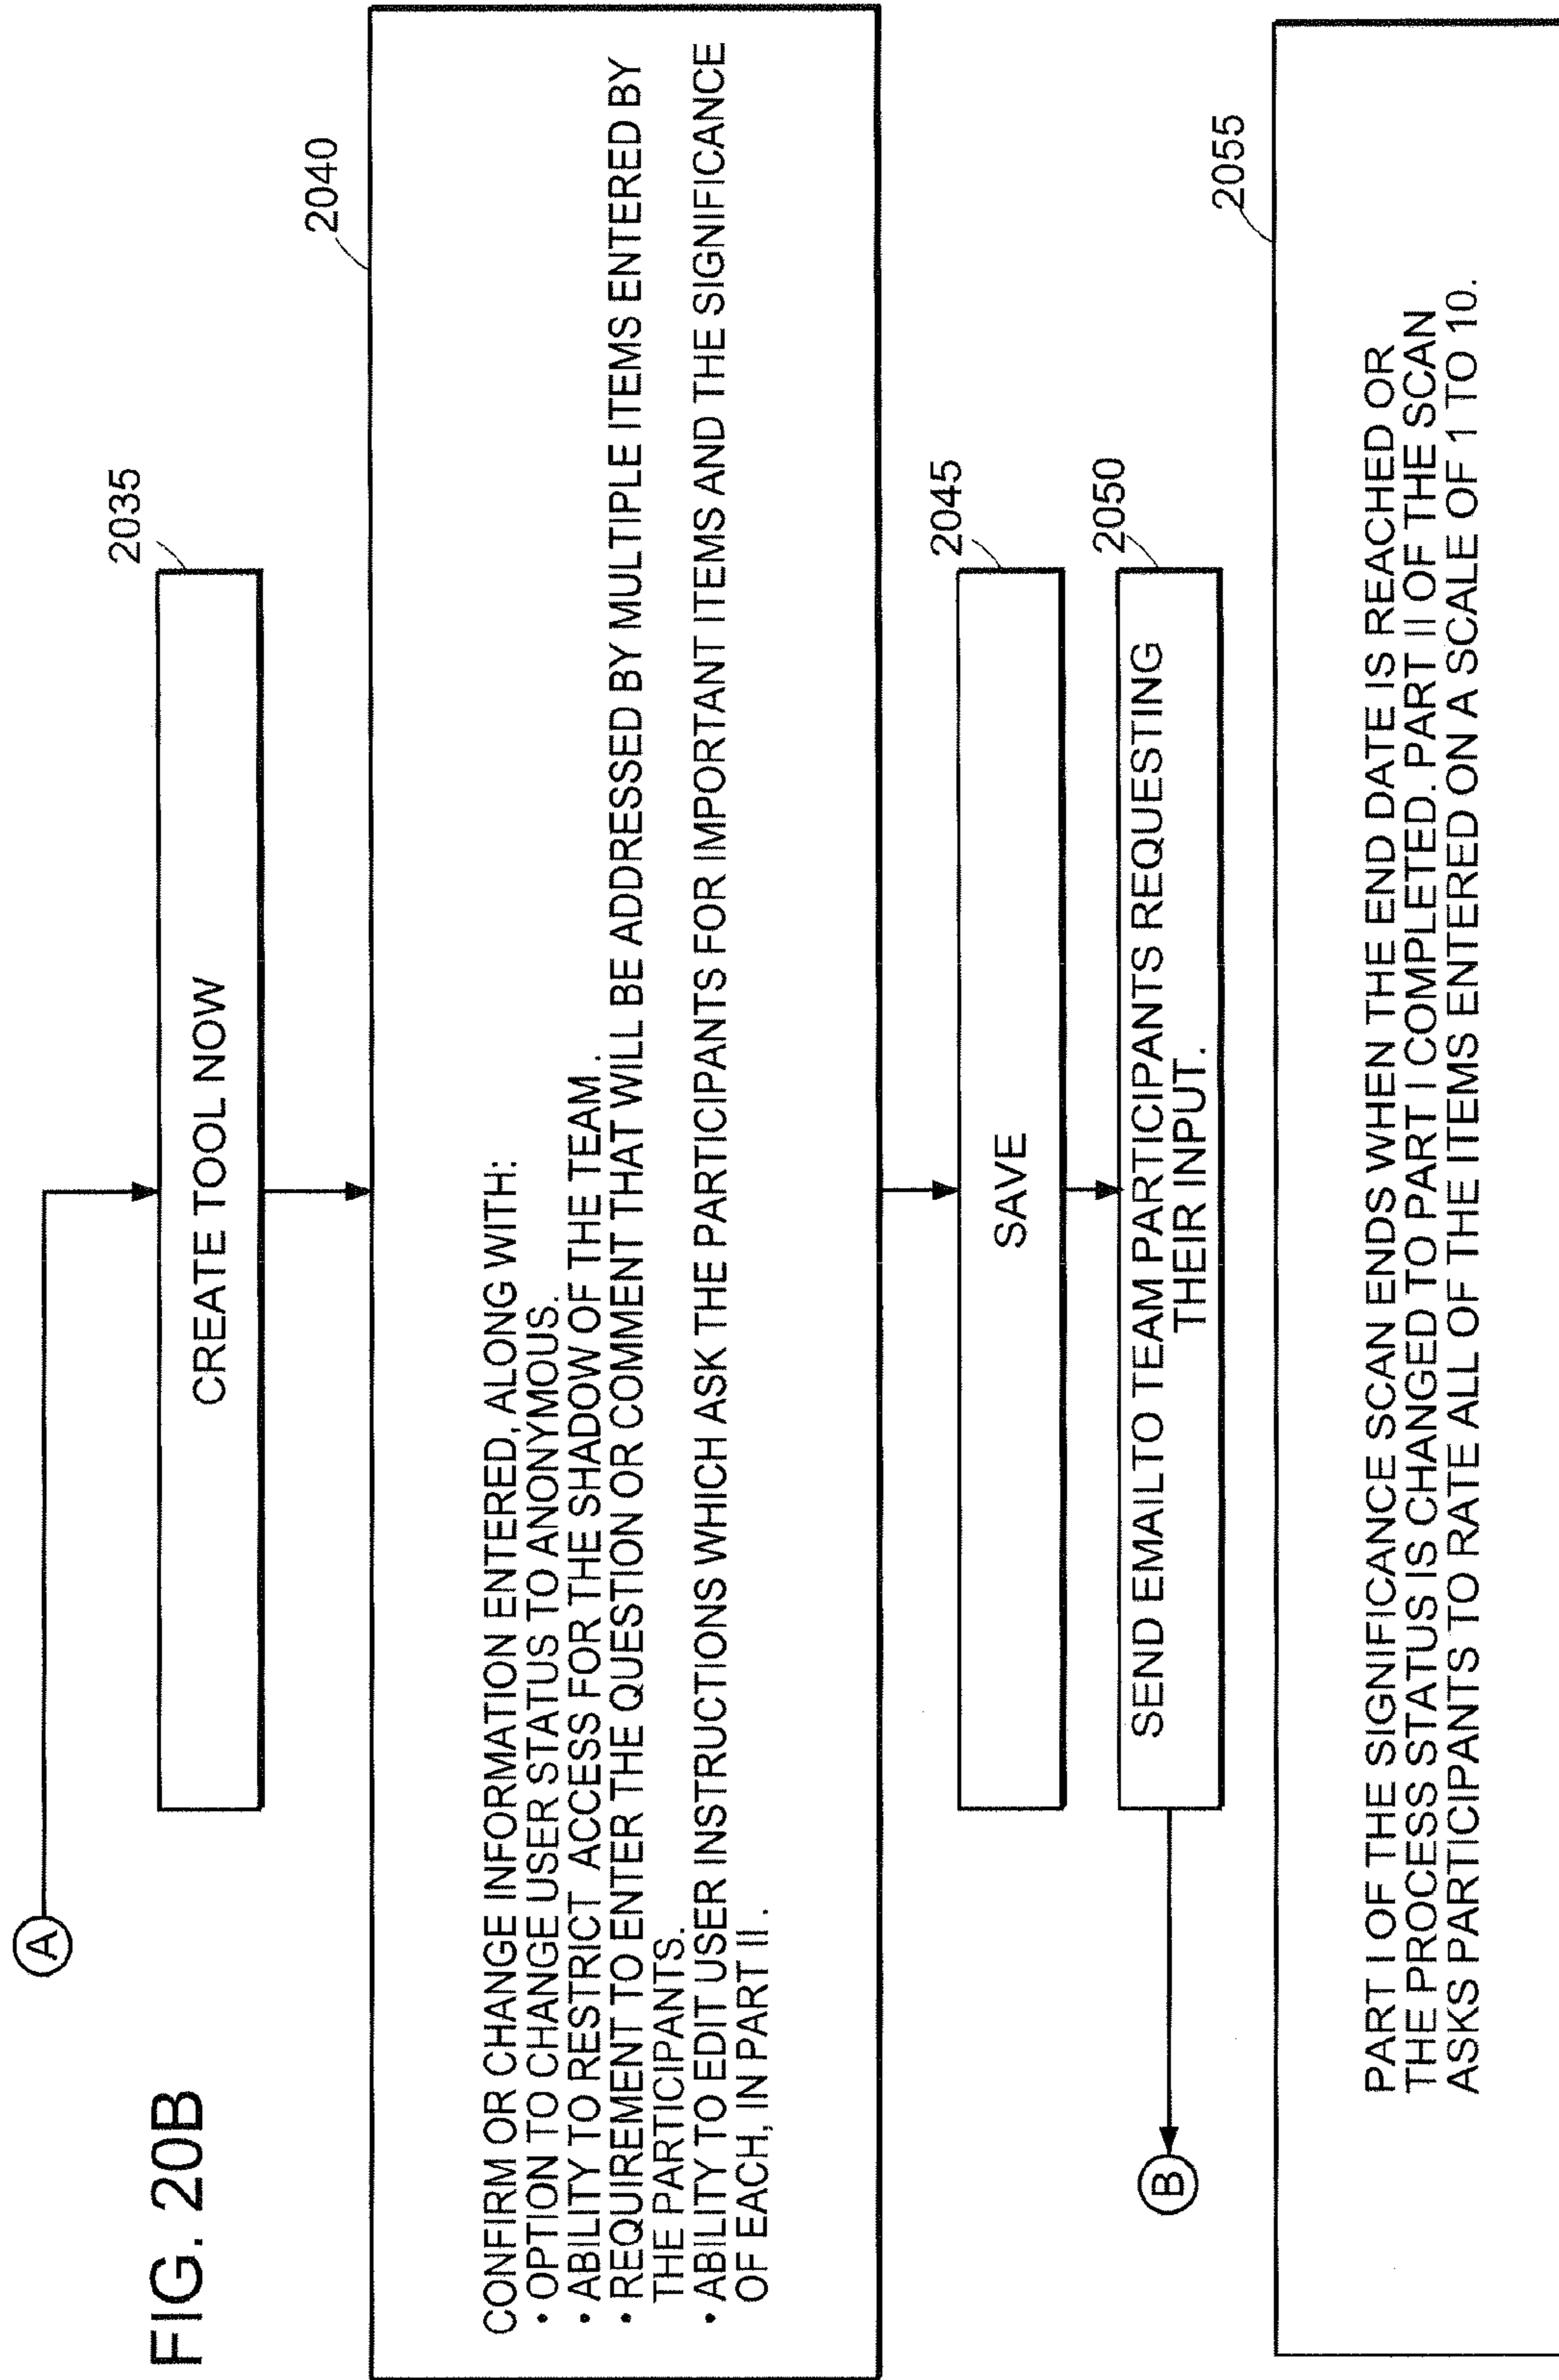 FIG. 20B
A
2035
CREATE TOOL NOW
2040
CONFIRM OR CHANGE INFORMATION ENTERED, ALONG WITH:
• OPTION TO CHANGE USER STATUS TO ANONYMOUS.
• ABILITY TO RESTRICT ACCESS FOR THE SHADOW OF THE TEAM.
• REQUIREMENT TO ENTER THE QUESTION OR COMMENT THAT WILL BE ADDRESSED BY MULTIPLE ITEMS ENTERED BY
THE PARTICIPANTS.
• ABILITY TO EDIT USER INSTRUCTIONS WHICH ASK THE PARTICIPANTS FOR IMPORTANT ITEMS AND THE SIGNIFICANCE
OF EACH, IN PART II.
2045
SAVE
2050
SEND EMAIL TO TEAM PARTICIPANTS REQUESTING
THEIR INPUT.
B
2055
PART I OF THE SIGNIFICANCE SCAN ENDS WHEN THE END DATE IS REACHED OR
THE PROCESS STATUS IS CHANGED TO PART I COMPLETED. PART II OF THE SCAN
ASKS PARTICIPANTS TO RATE ALL OF THE ITEMS ENTERED ON A SCALE OF 1 TO 10.